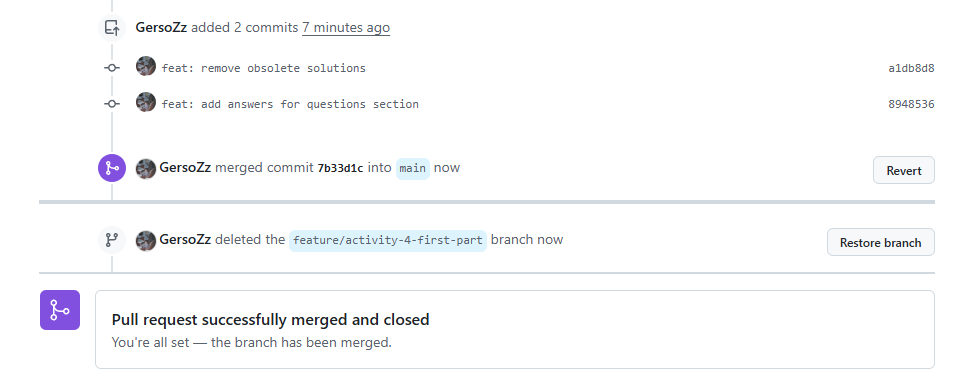 GersoZz added 2 commits 7 minutes ago
feat: remove obsolete solutions a1db8d8
feat: add answers for questions section 8948536
GersoZz merged commit 7b33d1c into main now Revert
GersoZz deleted the feature/activity-4-first-part branch now Restore branch
Pull request successfully merged and closed
You're all set — the branch has been merged.